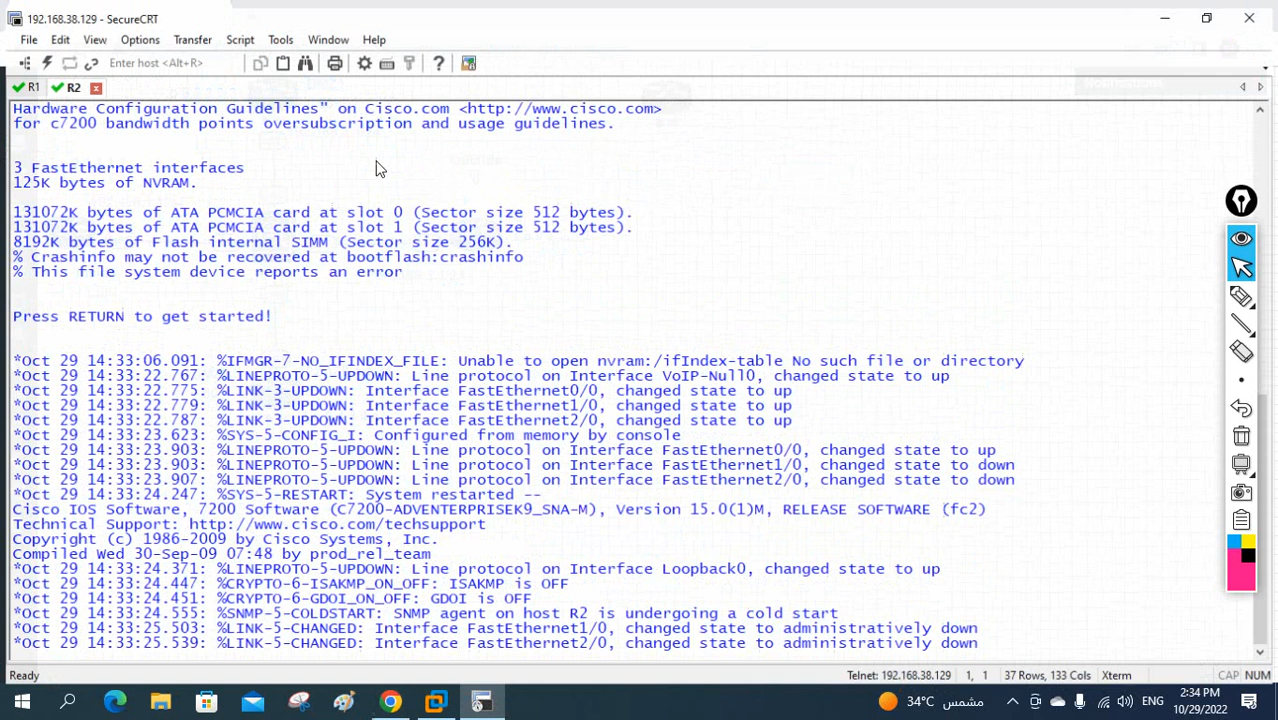 192.168.38.129 - SecureCRT
File Edit View Options Transfer Script Tools Window Help
Enter host <Alt+R>
R1 R2
Hardware Configuration Guidelines" on Cisco.com <http://www.cisco.com>
for c7200 bandwidth points oversubscription and usage guidelines.
3 FastEthernet interfaces
125K bytes of NVRAM.
131072K bytes of ATA PCMCIA card at slot 0 (Sector size 512 bytes).
131072K bytes of ATA PCMCIA card at slot 1 (Sector size 512 bytes).
8192K bytes of Flash internal SIMM (Sector size 256K).
% Crashinfo may not be recovered at bootflash:crashinfo
% This file system device reports an error
Press RETURN to get started!
*Oct 29 14:33:06.091: %IFMGR-7-NO_IFINDEX_FILE: Unable to open nvram:/ifIndex-table No such file or directory
*Oct 29 14:33:22.767: %LINEPROTO-5-UPDOWN: Line protocol on Interface VoIP-Null0, changed state to up
*Oct 29 14:33:22.775: %LINK-3-UPDOWN: Interface FastEthernet0/0, changed state to up
*Oct 29 14:33:22.779: %LINK-3-UPDOWN: Interface FastEthernet1/0, changed state to up
*Oct 29 14:33:22.787: %LINK-3-UPDOWN: Interface FastEthernet2/0, changed state to up
*Oct 29 14:33:23.623: %SYS-5-CONFIG_I: Configured from memory by console
*Oct 29 14:33:23.903: %LINEPROTO-5-UPDOWN: Line protocol on Interface FastEthernet0/0, changed state to up
*Oct 29 14:33:23.903: %LINEPROTO-5-UPDOWN: Line protocol on Interface FastEthernet1/0, changed state to down
*Oct 29 14:33:23.907: %LINEPROTO-5-UPDOWN: Line protocol on Interface FastEthernet2/0, changed state to down
*Oct 29 14:33:24.247: %SYS-5-RESTART: System restarted --
Cisco IOS Software, 7200 Software (C7200-ADVENTERPRISEK9_SNA-M), Version 15.0(1)M, RELEASE SOFTWARE (fc2)
Technical Support: http://www.cisco.com/techsupport
Copyright (c) 1986-2009 by Cisco Systems, Inc.
Compiled Wed 30-Sep-09 07:48 by prod_rel_team
*Oct 29 14:33:24.371: %LINEPROTO-5-UPDOWN: Line protocol on Interface Loopback0, changed state to up
*Oct 29 14:33:24.447: %CRYPTO-6-ISAKMP_ON_OFF: ISAKMP is OFF
*Oct 29 14:33:24.451: %CRYPTO-6-GDOI_ON_OFF: GDOI is OFF
*Oct 29 14:33:24.555: %SNMP-5-COLDSTART: SNMP agent on host R2 is undergoing a cold start
*Oct 29 14:33:25.503: %LINK-5-CHANGED: Interface FastEthernet1/0, changed state to administratively down
*Oct 29 14:33:25.539: %LINK-5-CHANGED: Interface FastEthernet2/0, changed state to administratively down
Ready Telnet: 192.168.38.129 1, 1 37 Rows, 133 Cols Xterm CAP NUM
34° مشمس ENG 2:34 PM
10/29/2022